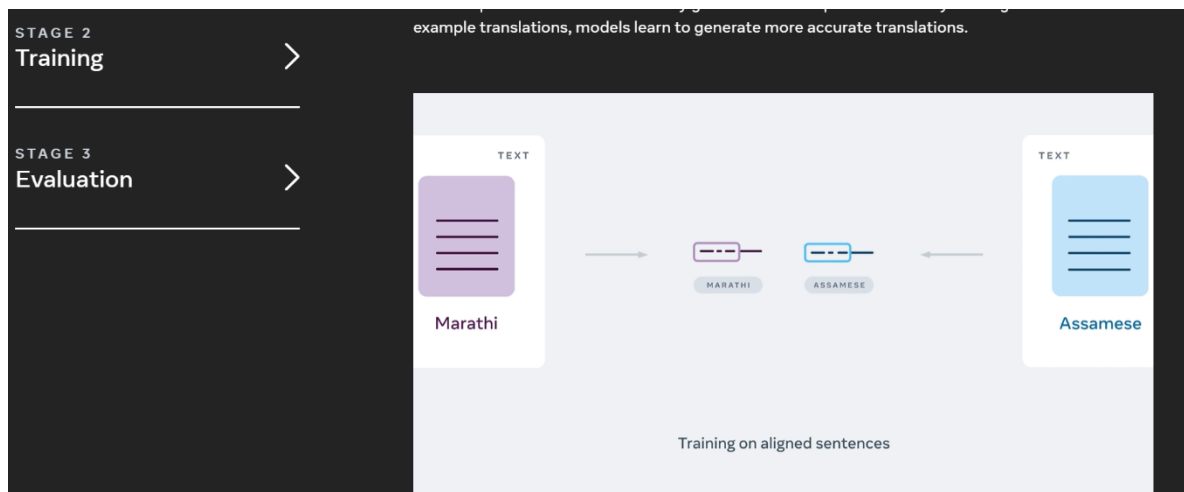 STAGE 2
Training
STAGE 3
Evaluation
example translations, models learn to generate more accurate translations.
TEXT
Marathi
MARATHI
ASSAMESE
TEXT
Assamese
Training on aligned sentences